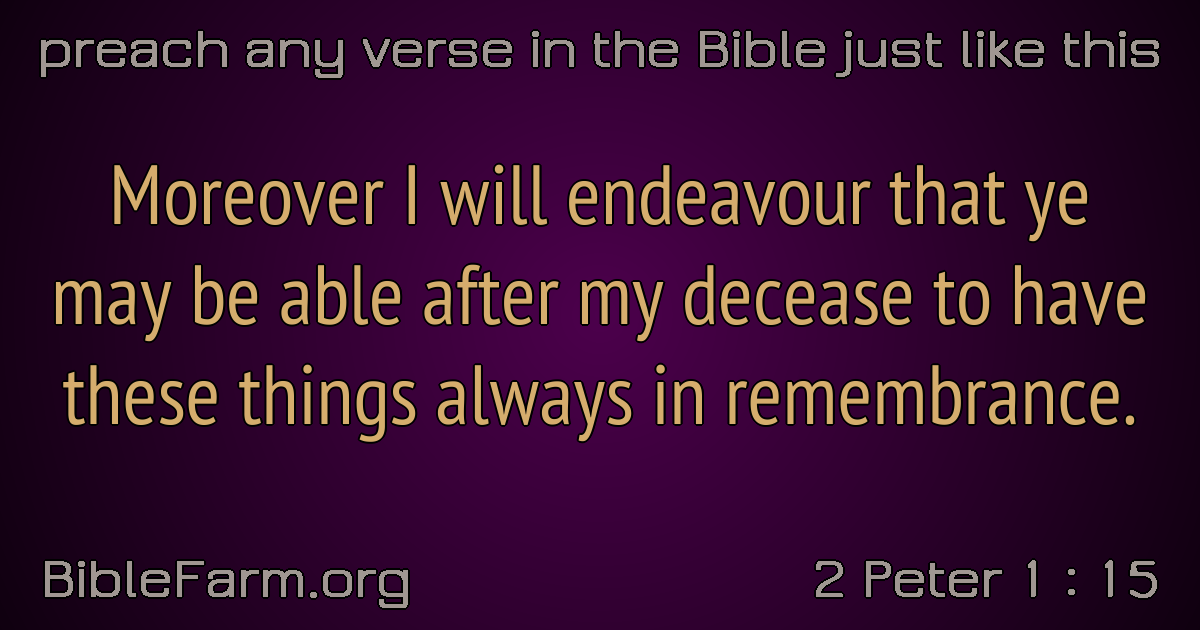 preach any verse in the Bible just like this
Moreover I will endeavour that ye
may be able after my decease to have
these things always in remembrance.
BibleFarm.org
2 Peter 1 : 15